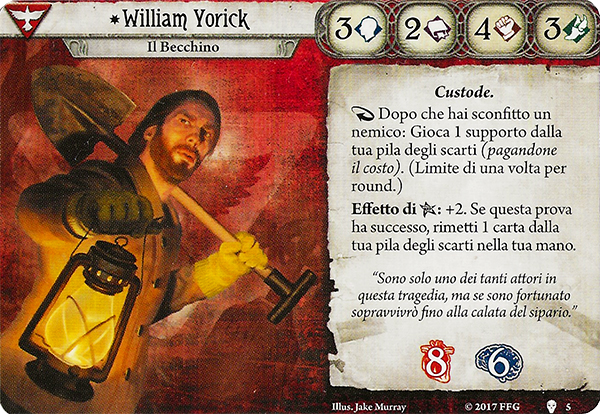 William Yorick
Il Becchino
3 2 4 3
Custode.
Dopo che hai sconfitto un
nemico: Gioca 1 supporto dalla
tua pila degli scarti (pagandone
il costo). (Limite di una volta per
round.)
Effetto di : +2. Se questa prova
ha successo, rimetti 1 carta dalla
tua pila degli scarti nella tua mano.
“Sono solo uno dei tanti attori in
questa tragedia, ma se sono fortunato
sopravvivrò fino alla calata del sipario.”
8 6
Illus. Jake Murray © 2017 FFG 5